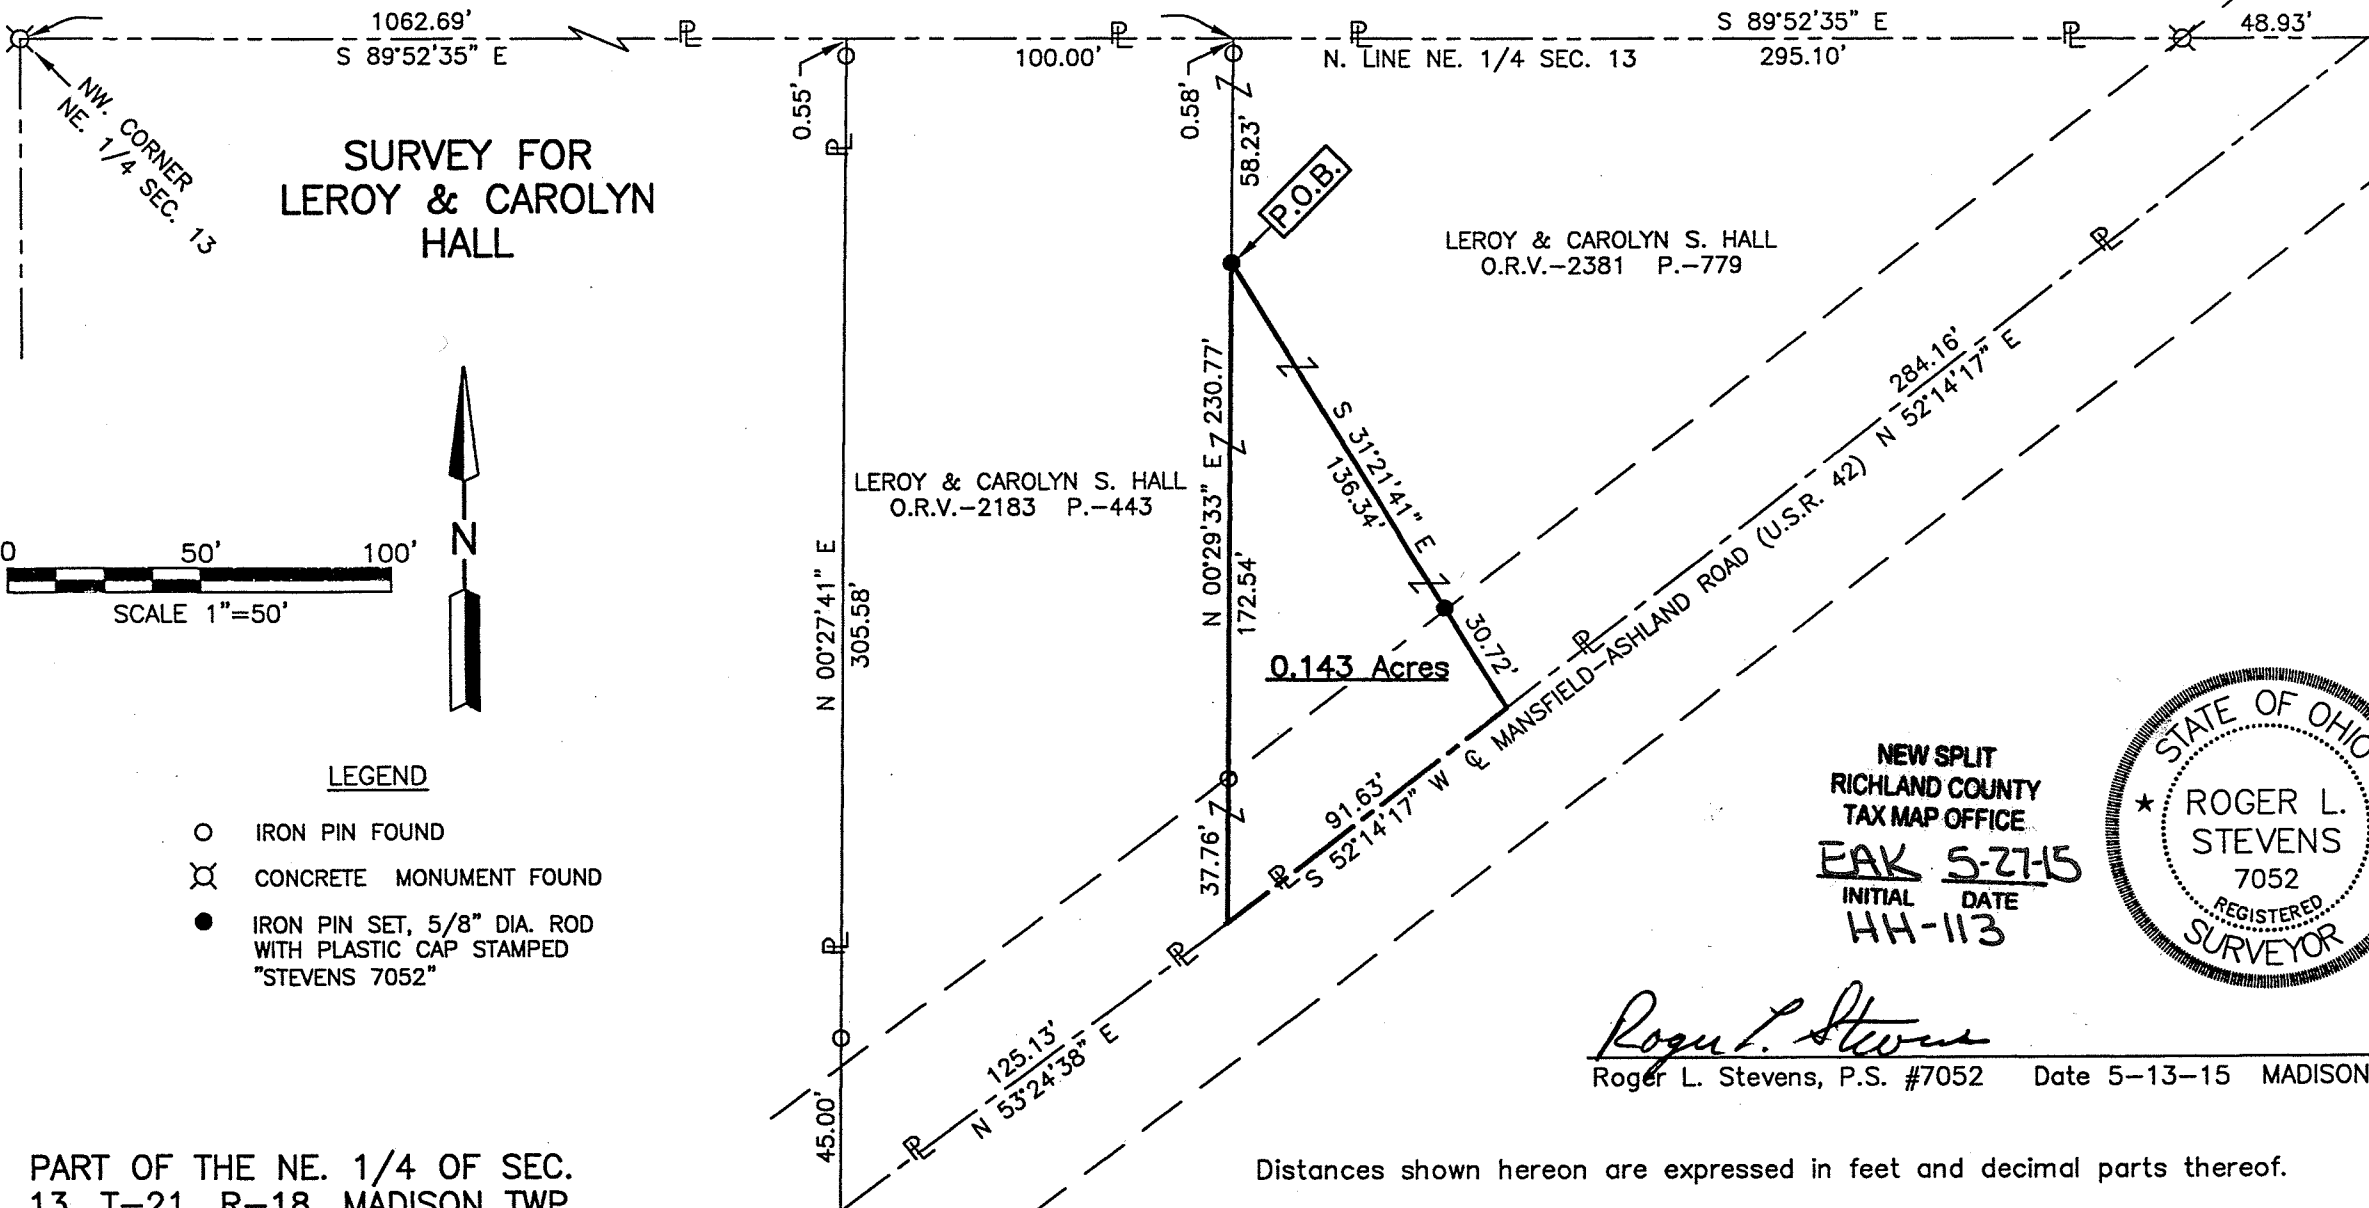 1062.69'
S 89°52'35" E
100.00'
N. LINE NE. 1/4 SEC. 13
S 89°52'35" E
295.10'
48.93'
NW. CORNER
NE. 1/4 SEC. 13
0.55'
0.58'
58.23'
SURVEY FOR
LEROY & CAROLYN
HALL
P.O.B.
LEROY & CAROLYN S. HALL
O.R.V.-2381 P.-779
LEROY & CAROLYN S. HALL
O.R.V.-2183 P.-443
N 00°29'33" E 230.77'
172.54'
S 31°21'41" E
136.34'
30.72'
284.16'
N 52°14'17" E
N
0 50' 100'
SCALE 1"=50'
N 00°27'41" E
305.58'
0.143 Acres
℄ MANSFIELD-ASHLAND ROAD (U.S.R. 42)
91.63'
S 52°14'17" W
37.76'
125.13'
N 53°24'38" E
45.00'
LEGEND
IRON PIN FOUND
CONCRETE MONUMENT FOUND
IRON PIN SET, 5/8" DIA. ROD
WITH PLASTIC CAP STAMPED
"STEVENS 7052"
NEW SPLIT
RICHLAND COUNTY
TAX MAP OFFICE
EAK 5-27-15
INITIAL DATE
HH-113
STATE OF OHIO
ROGER L.
STEVENS
7052
REGISTERED
SURVEYOR
Roger L. Stevens
Roger L. Stevens, P.S. #7052 Date 5-13-15 MADISON
Distances shown hereon are expressed in feet and decimal parts thereof.
PART OF THE NE. 1/4 OF SEC.
13, T-21, R-18, MADISON TWP.